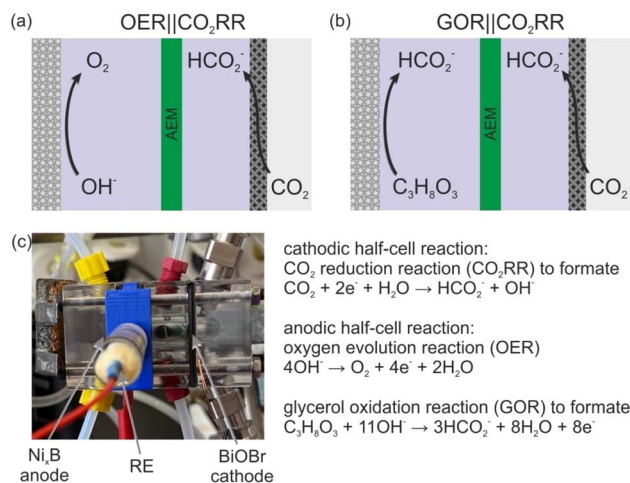 (a) OER||CO₂RR
O₂ HCO₂⁻
AEM
OH⁻ CO₂
(b) GOR||CO₂RR
HCO₂⁻ HCO₂⁻
AEM
C₃H₈O₃ CO₂
(c)
NiₓB
anode
RE
BiOBr
cathode
cathodic half-cell reaction:
CO₂ reduction reaction (CO₂RR) to formate
CO₂ + 2e⁻ + H₂O → HCO₂⁻ + OH⁻
anodic half-cell reaction:
oxygen evolution reaction (OER)
4OH⁻ → O₂ + 4e⁻ + 2H₂O
glycerol oxidation reaction (GOR) to formate
C₃H₈O₃ + 11OH⁻ → 3HCO₂⁻ + 8H₂O + 8e⁻